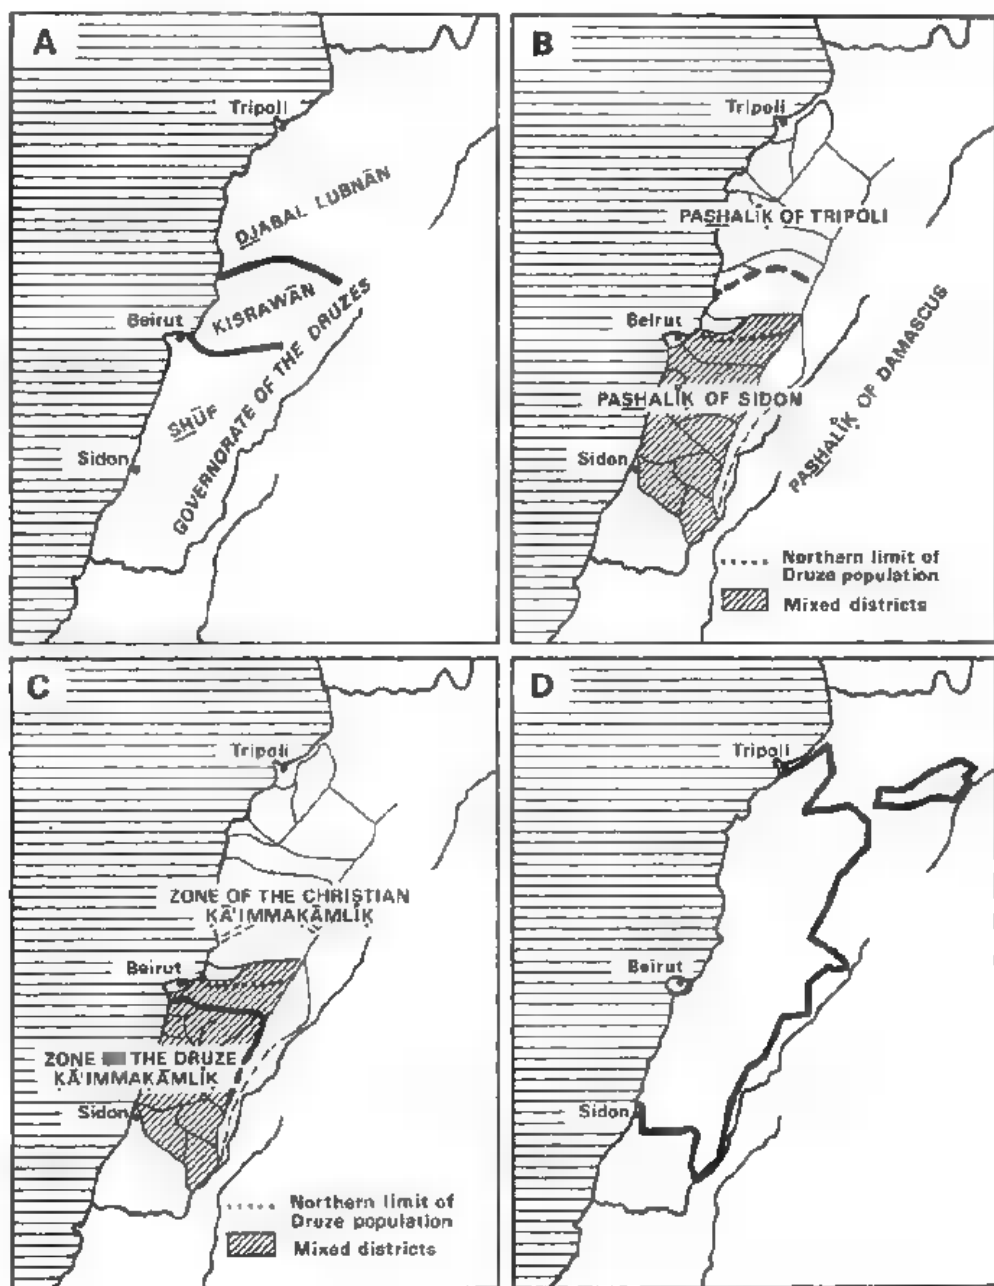 A
Tripoli
DJABAL LUBNĀN
KISRAWĀN
Beirut
SHŪF
Sidon
GOVERNORATE OF THE DRUZES
B
Tripoli
PASHALĪK OF TRIPOLI
Beirut
PASHALĪK OF SIDON
PASHALĪK OF DAMASCUS
Sidon
Northern limit of
Druze population
Mixed districts
C
Tripoli
ZONE OF THE CHRISTIAN
KĀ'IMMAKĀMLĪK
Beirut
ZONE THE DRUZE
KĀ'IMMAKĀMLĪK
Sidon
Northern limit of
Druze population
Mixed districts
D
Tripoli
Beirut
Sidon